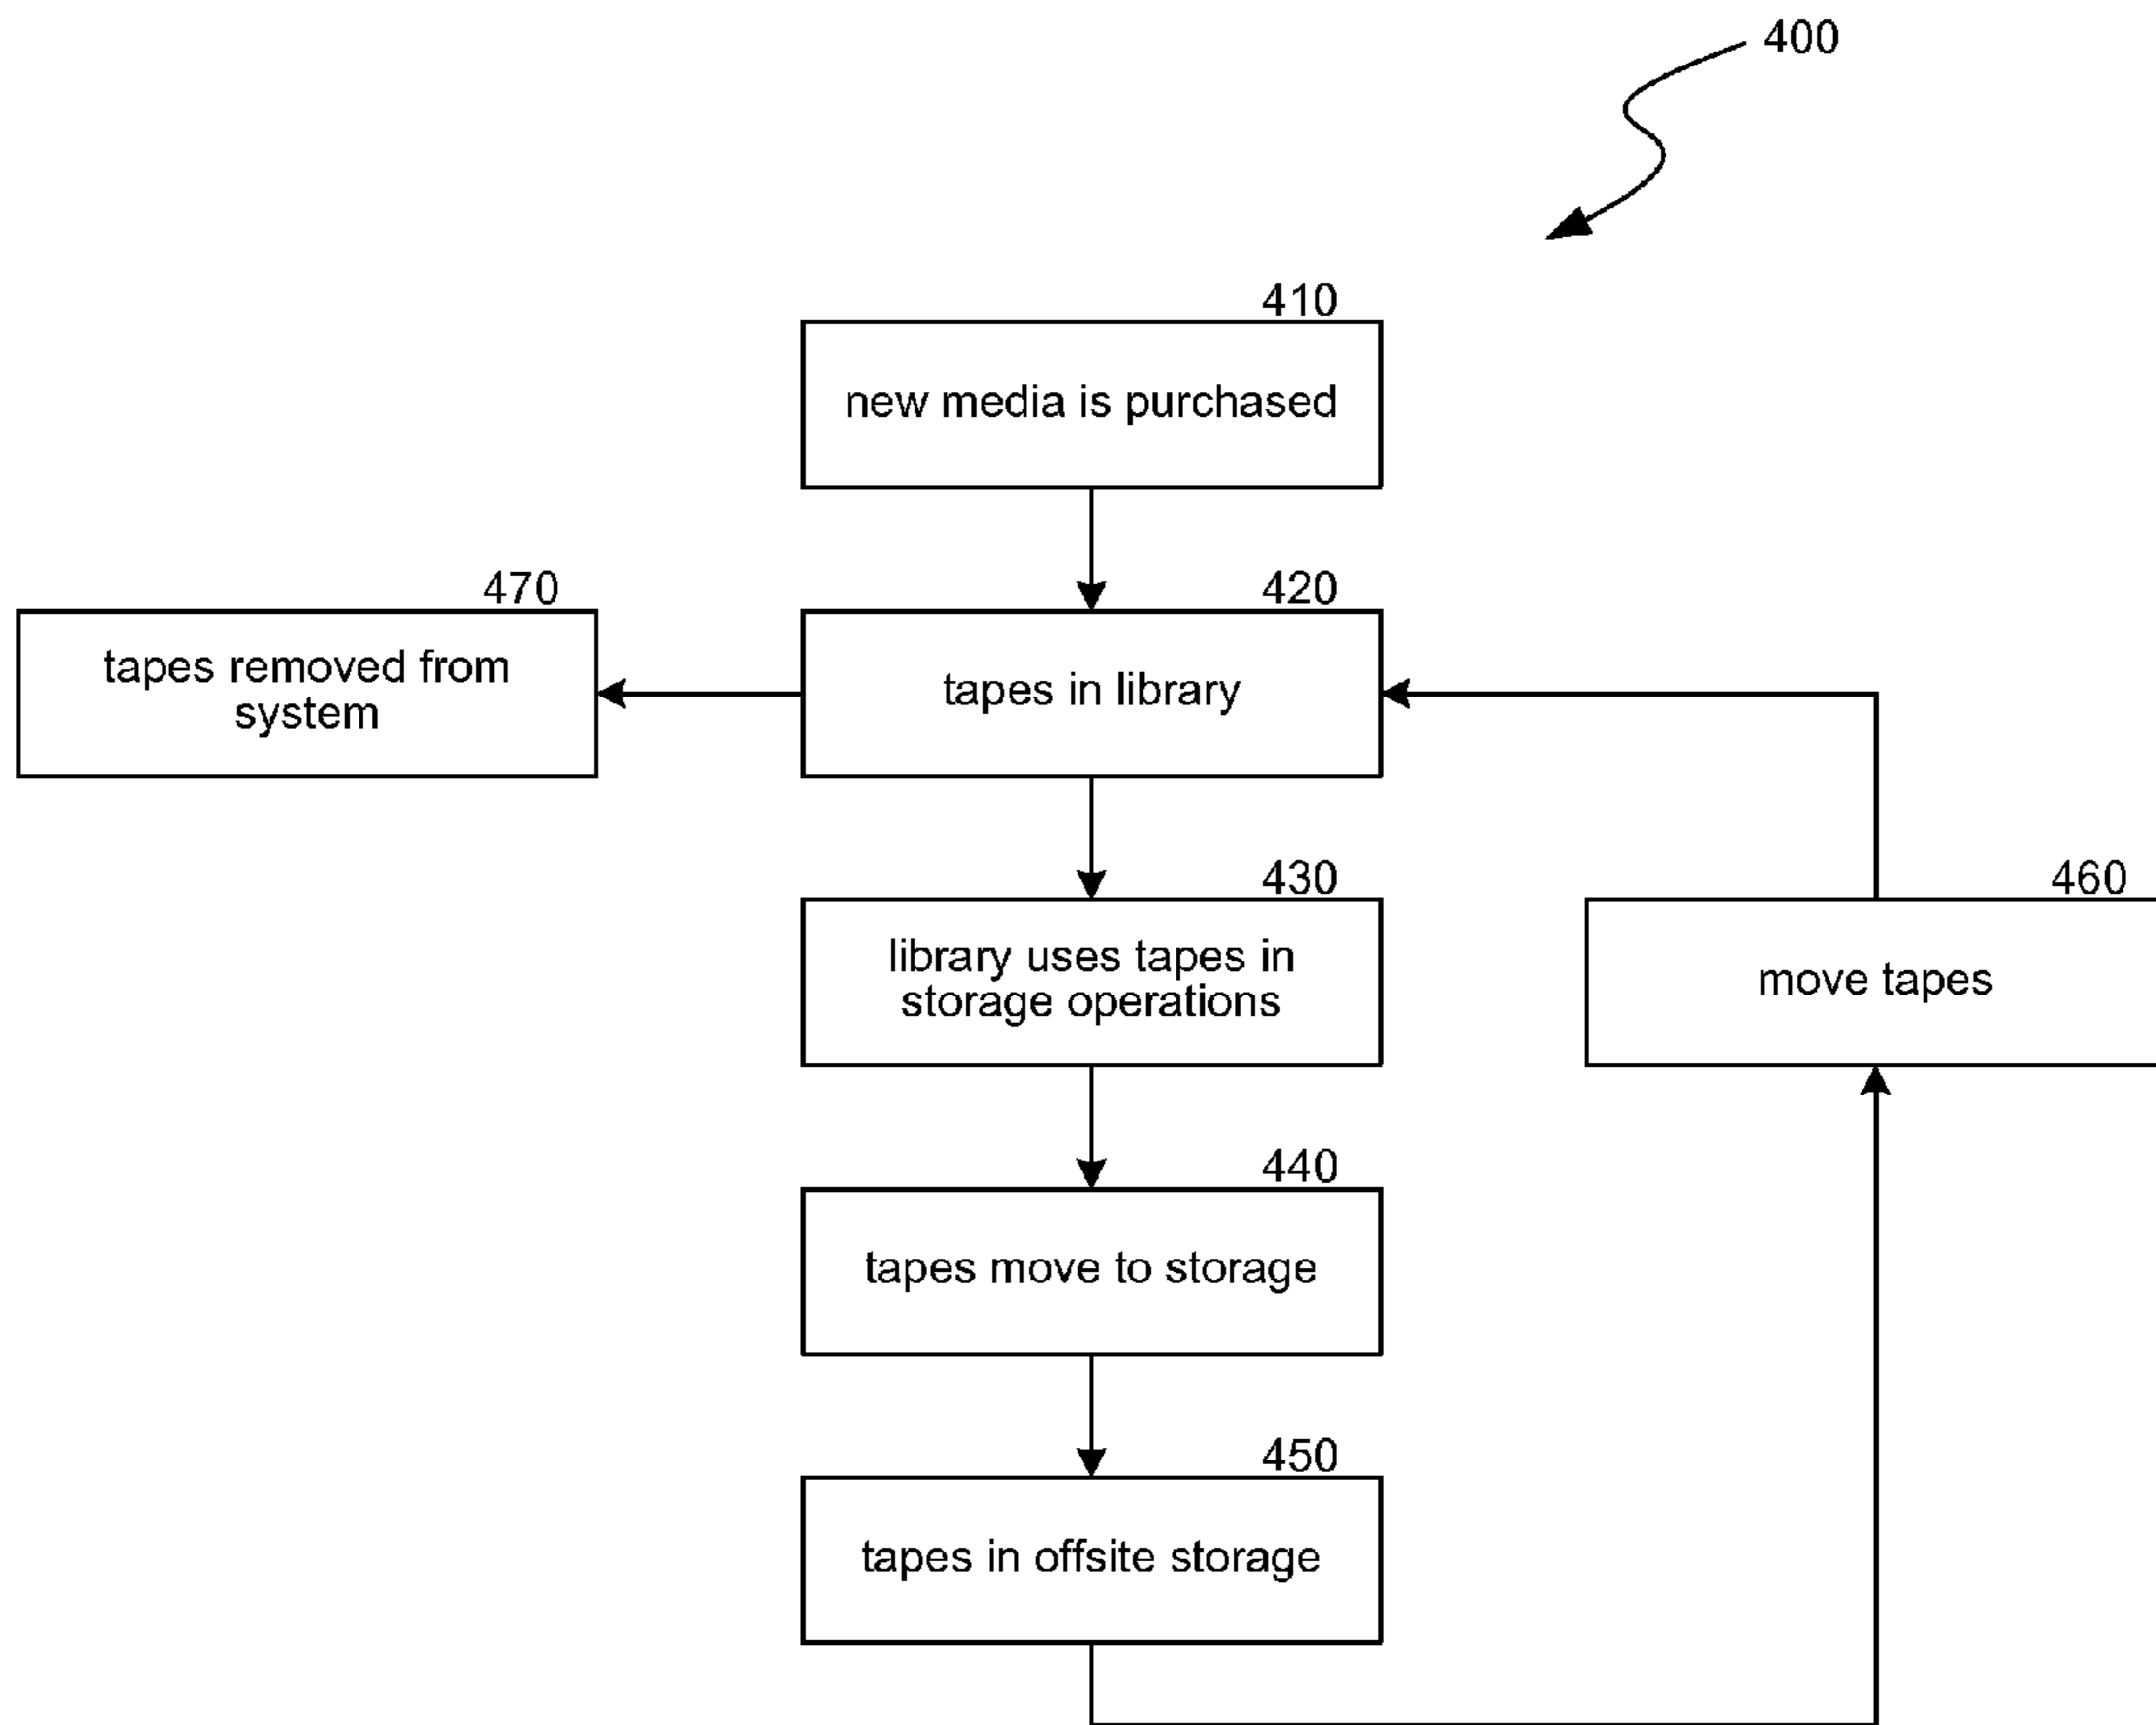 400
410
new media is purchased
470
tapes removed from
system
420
tapes in library
430
library uses tapes in
storage operations
460
move tapes
440
tapes move to storage
450
tapes in offsite storage